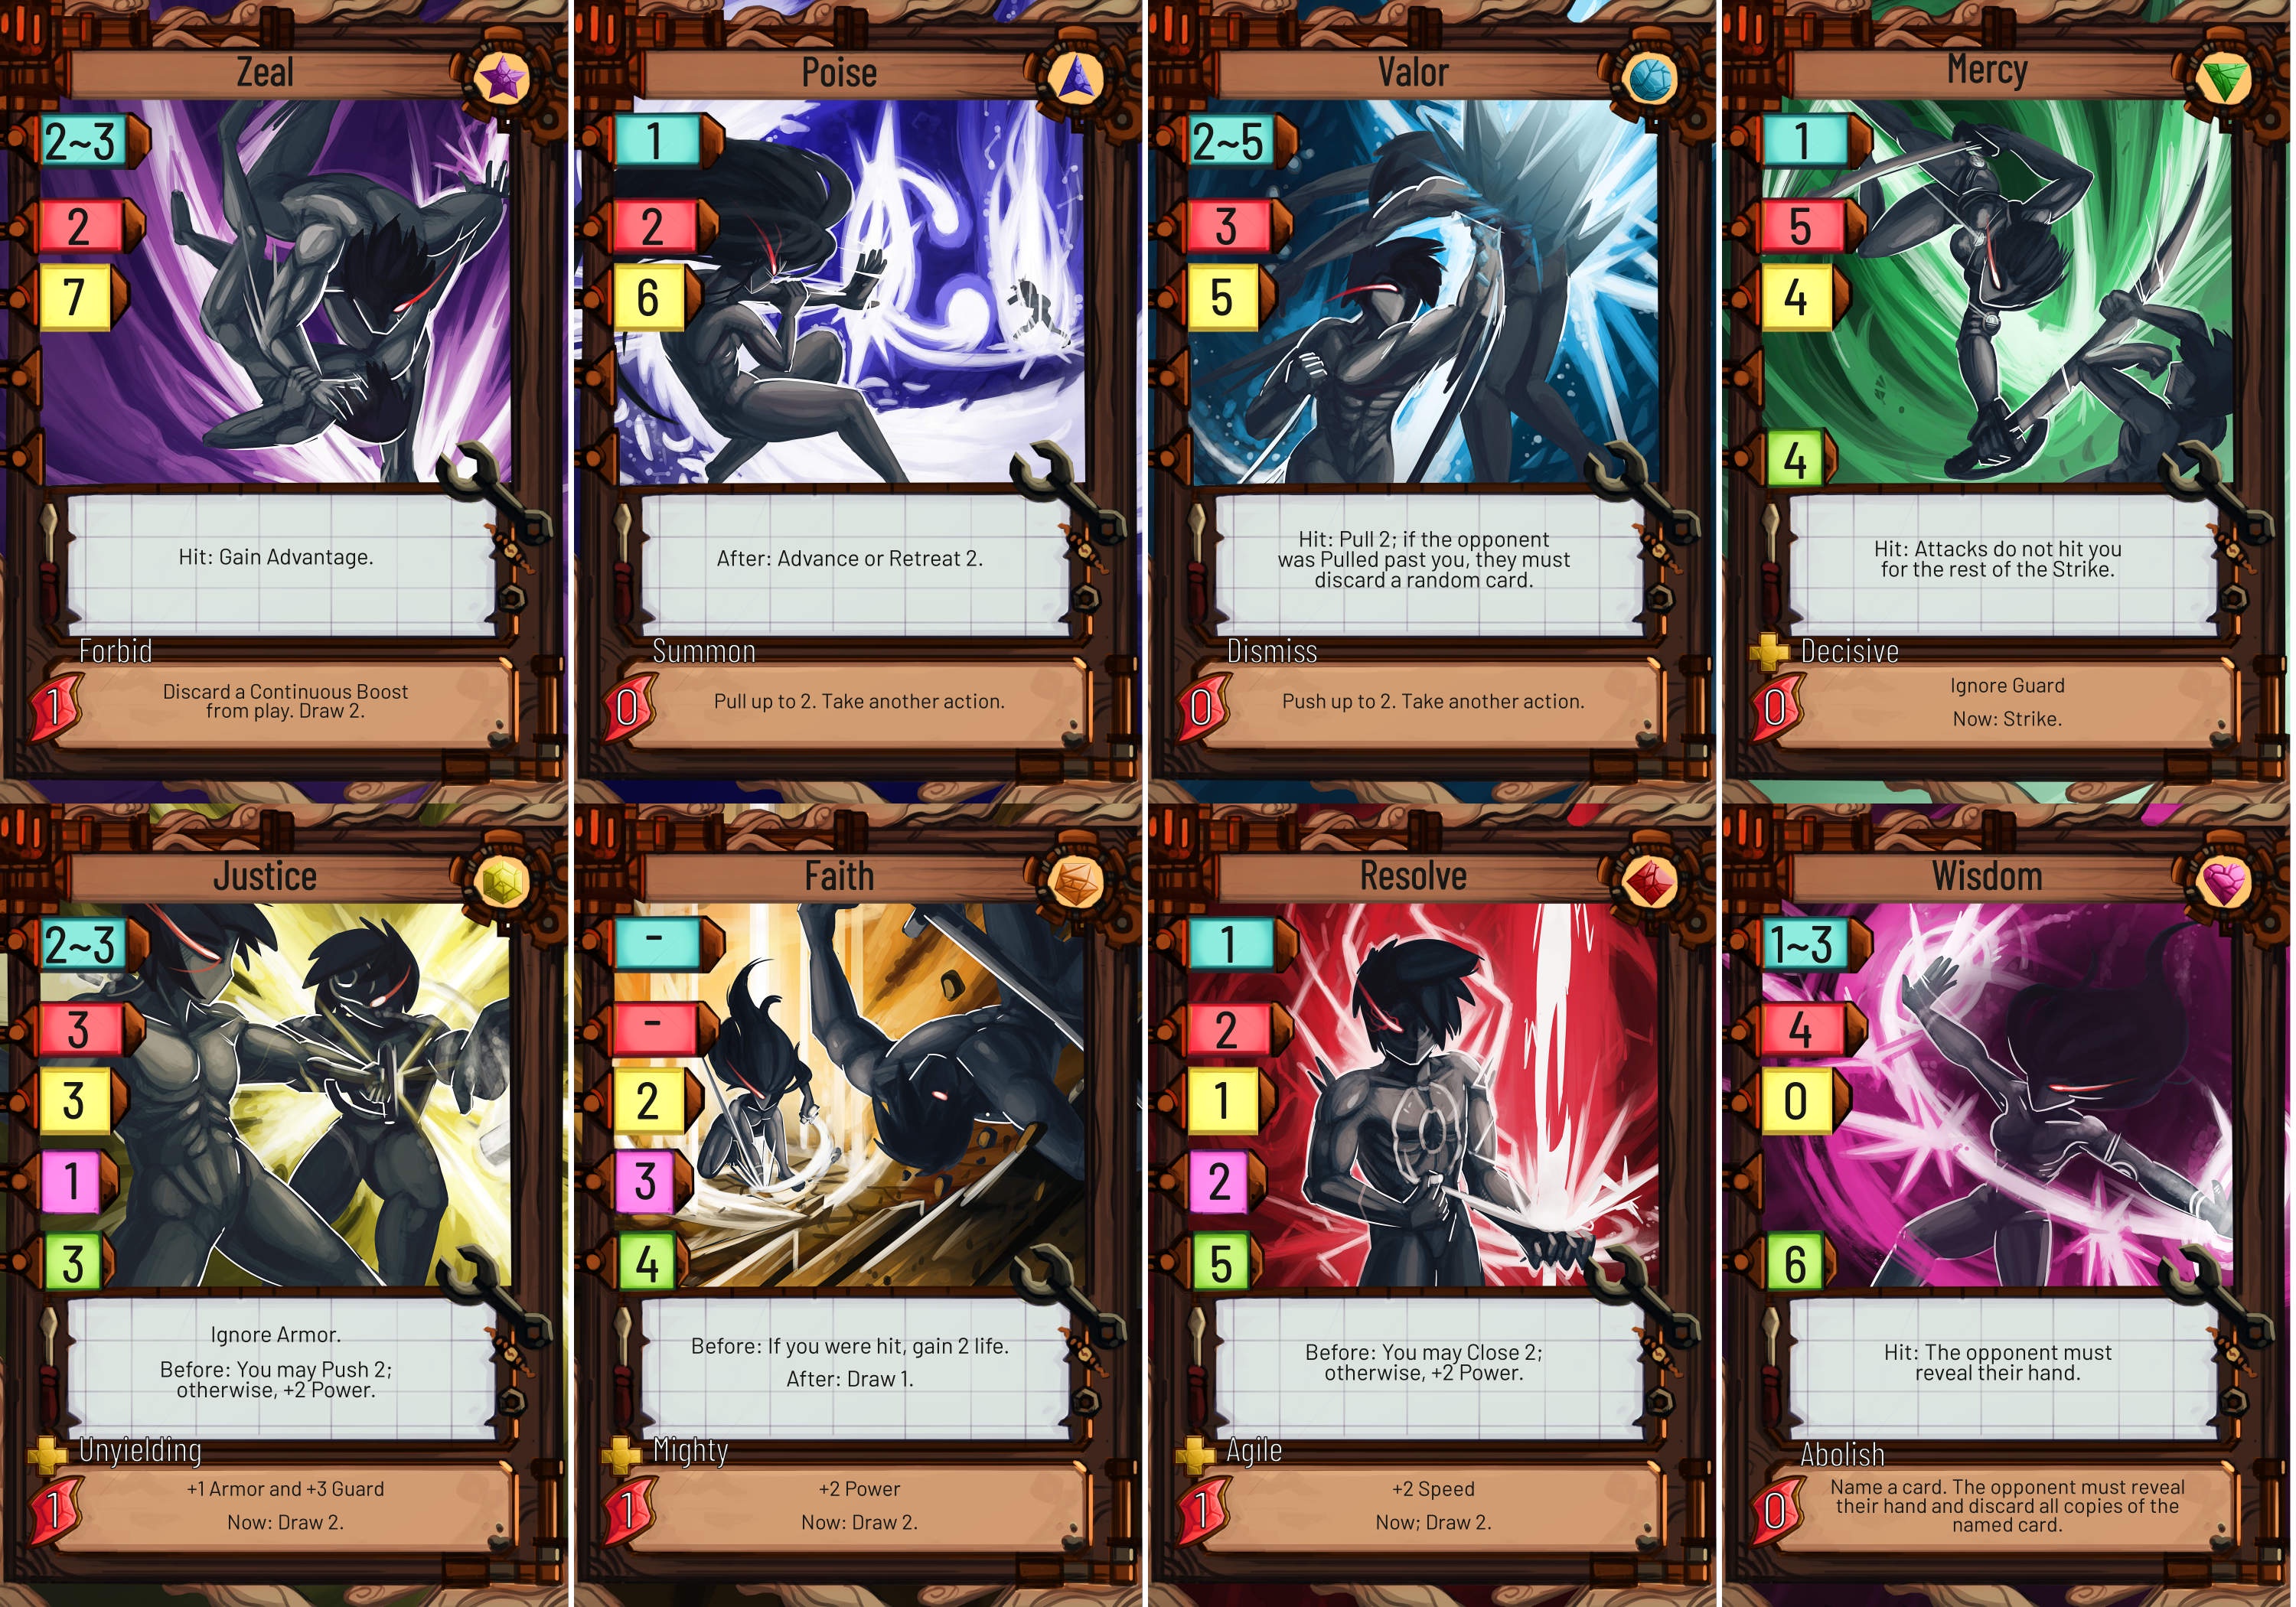 Zeal
2~3
2
7
Hit: Gain Advantage.
Forbid
1
Discard a Continuous Boost
from play. Draw 2.
Poise
1
2
6
After: Advance or Retreat 2.
Summon
0
Pull up to 2. Take another action.
Valor
2~5
3
5
Hit: Pull 2; if the opponent
was Pulled past you, they must
discard a random card.
Dismiss
0
Push up to 2. Take another action.
Mercy
1
5
4
4
Hit: Attacks do not hit you
for the rest of the Strike.
Decisive
0
Ignore Guard
Now: Strike.
Justice
2~3
3
3
1
3
Ignore Armor.
Before: You may Push 2;
otherwise, +2 Power.
Unyielding
1
+1 Armor and +3 Guard
Now: Draw 2.
Faith
-
-
2
3
4
Before: If you were hit, gain 2 life.
After: Draw 1.
Mighty
1
+2 Power
Now: Draw 2.
Resolve
1
2
1
2
5
Before: You may Close 2;
otherwise, +2 Power.
Agile
1
+2 Speed
Now; Draw 2.
Wisdom
1~3
4
0
6
Hit: The opponent must
reveal their hand.
Abolish
0
Name a card. The opponent must reveal
their hand and discard all copies of the
named card.